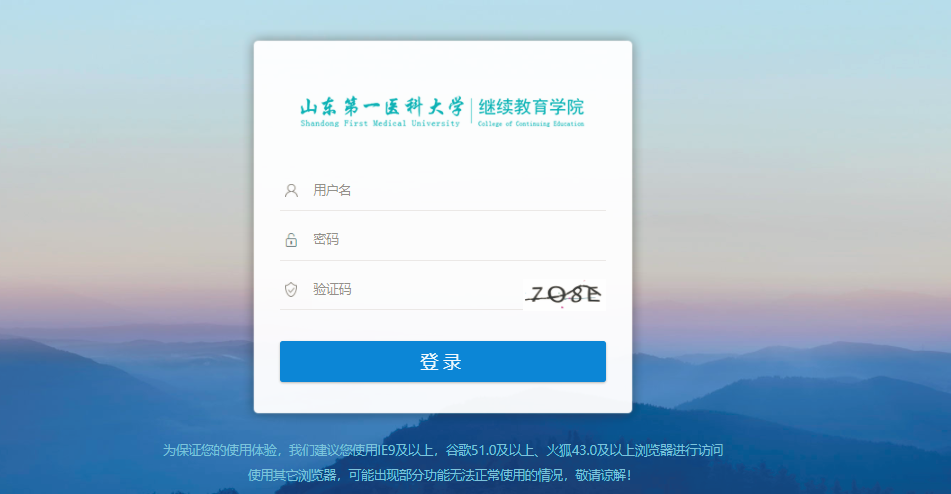 山东第一医科大学 继续教育学院
Shandong First Medical University College of Continuing Education
用户名
密码
验证码
登录
为保证您的使用体验，我们建议您使用IE9及以上，谷歌51.0及以上、火狐43.0及以上浏览器进行访问
使用其它浏览器，可能出现部分功能无法正常使用的情况，敬请谅解！